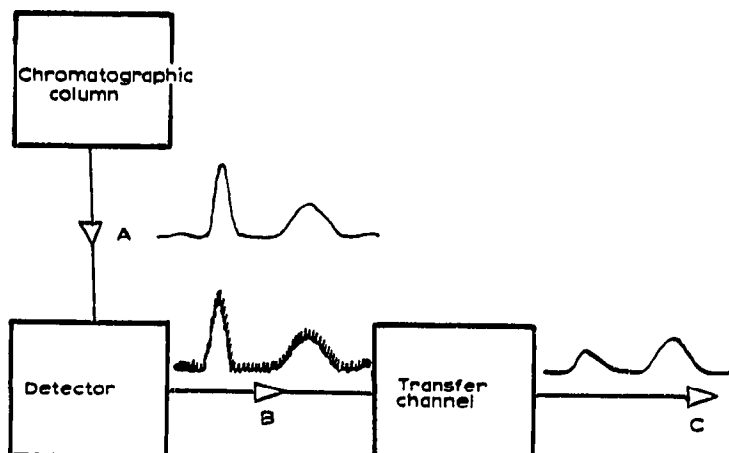 Chromatographic
column
A
Detector
B
Transfer
channel
C